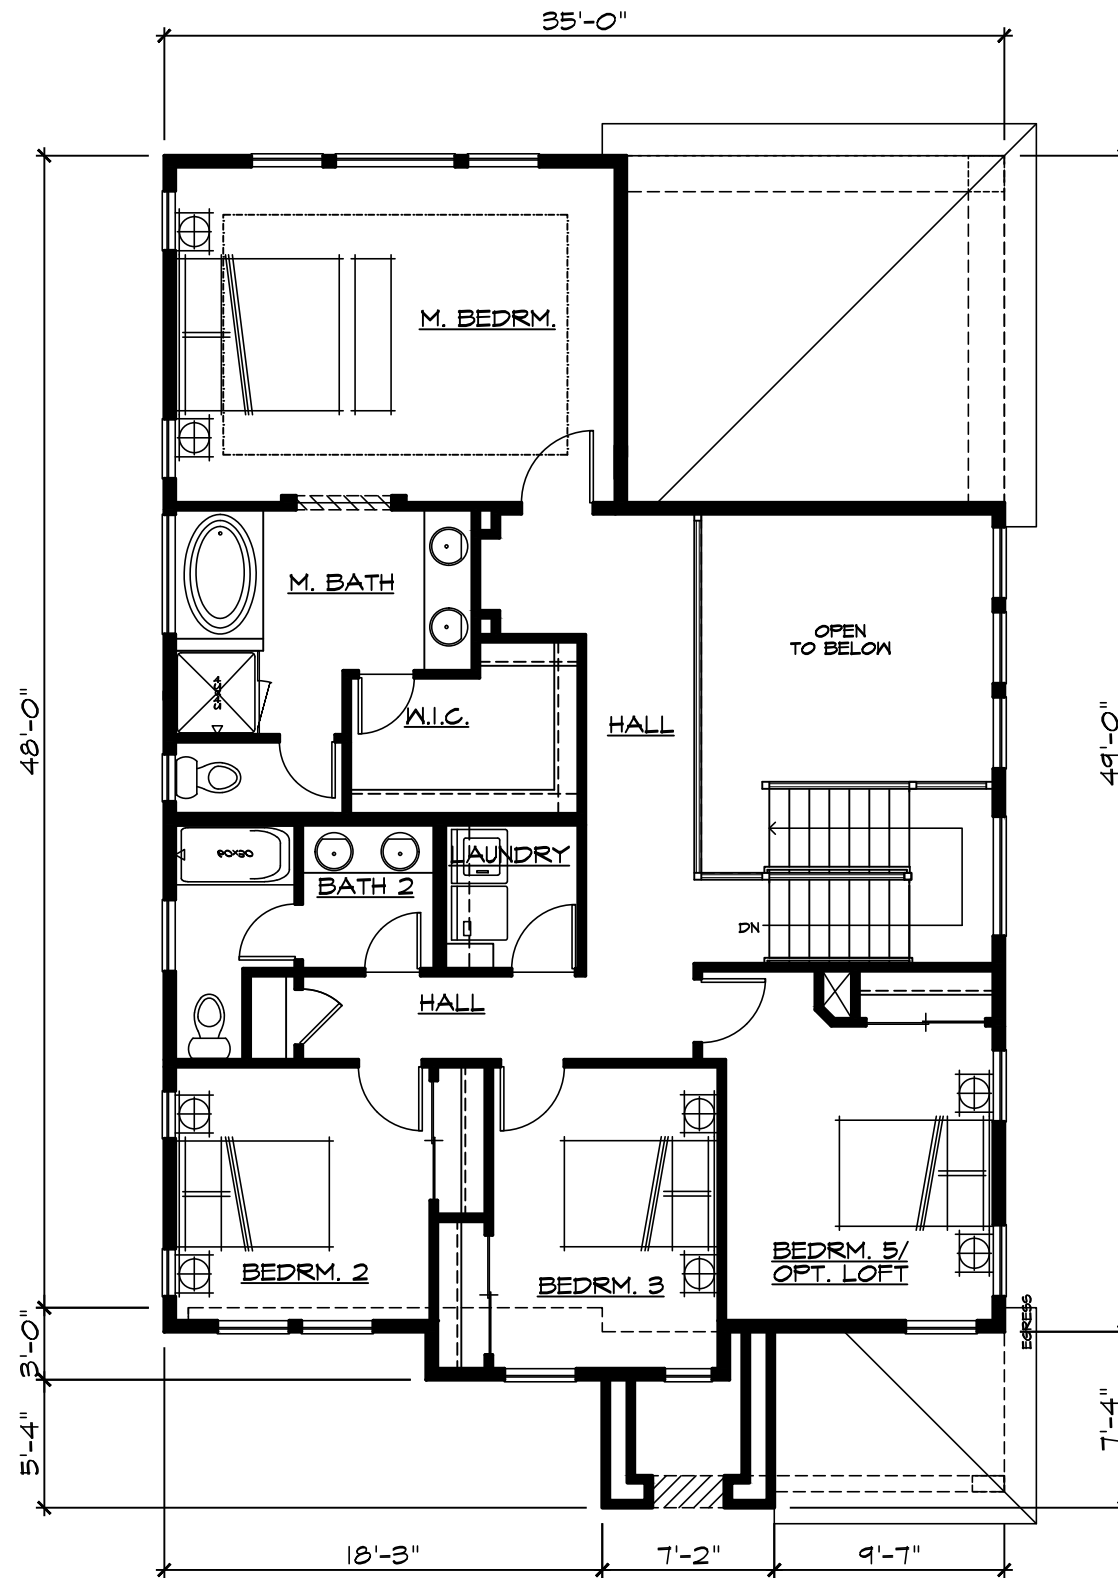 35'-0"
M. BEDRM.
M. BATH
OPEN
TO BELOW
W.I.C.
HALL
48'-0"
49'-0"
LAUNDRY
BATH 2
DN
HALL
BEDRM. 5/
OPT. LOFT
BEDRM. 2
BEDRM. 3
EGRESS
3'-0"
5'-4"
7'-4"
18'-3"
7'-2"
9'-7"